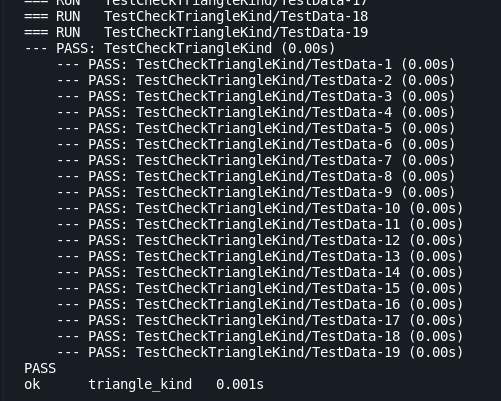 === RUN   TestCheckTriangleKind/TestData-17
=== RUN   TestCheckTriangleKind/TestData-18
=== RUN   TestCheckTriangleKind/TestData-19
--- PASS: TestCheckTriangleKind (0.00s)
    --- PASS: TestCheckTriangleKind/TestData-1 (0.00s)
    --- PASS: TestCheckTriangleKind/TestData-2 (0.00s)
    --- PASS: TestCheckTriangleKind/TestData-3 (0.00s)
    --- PASS: TestCheckTriangleKind/TestData-4 (0.00s)
    --- PASS: TestCheckTriangleKind/TestData-5 (0.00s)
    --- PASS: TestCheckTriangleKind/TestData-6 (0.00s)
    --- PASS: TestCheckTriangleKind/TestData-7 (0.00s)
    --- PASS: TestCheckTriangleKind/TestData-8 (0.00s)
    --- PASS: TestCheckTriangleKind/TestData-9 (0.00s)
    --- PASS: TestCheckTriangleKind/TestData-10 (0.00s)
    --- PASS: TestCheckTriangleKind/TestData-11 (0.00s)
    --- PASS: TestCheckTriangleKind/TestData-12 (0.00s)
    --- PASS: TestCheckTriangleKind/TestData-13 (0.00s)
    --- PASS: TestCheckTriangleKind/TestData-14 (0.00s)
    --- PASS: TestCheckTriangleKind/TestData-15 (0.00s)
    --- PASS: TestCheckTriangleKind/TestData-16 (0.00s)
    --- PASS: TestCheckTriangleKind/TestData-17 (0.00s)
    --- PASS: TestCheckTriangleKind/TestData-18 (0.00s)
    --- PASS: TestCheckTriangleKind/TestData-19 (0.00s)
PASS
ok      triangle_kind   0.001s